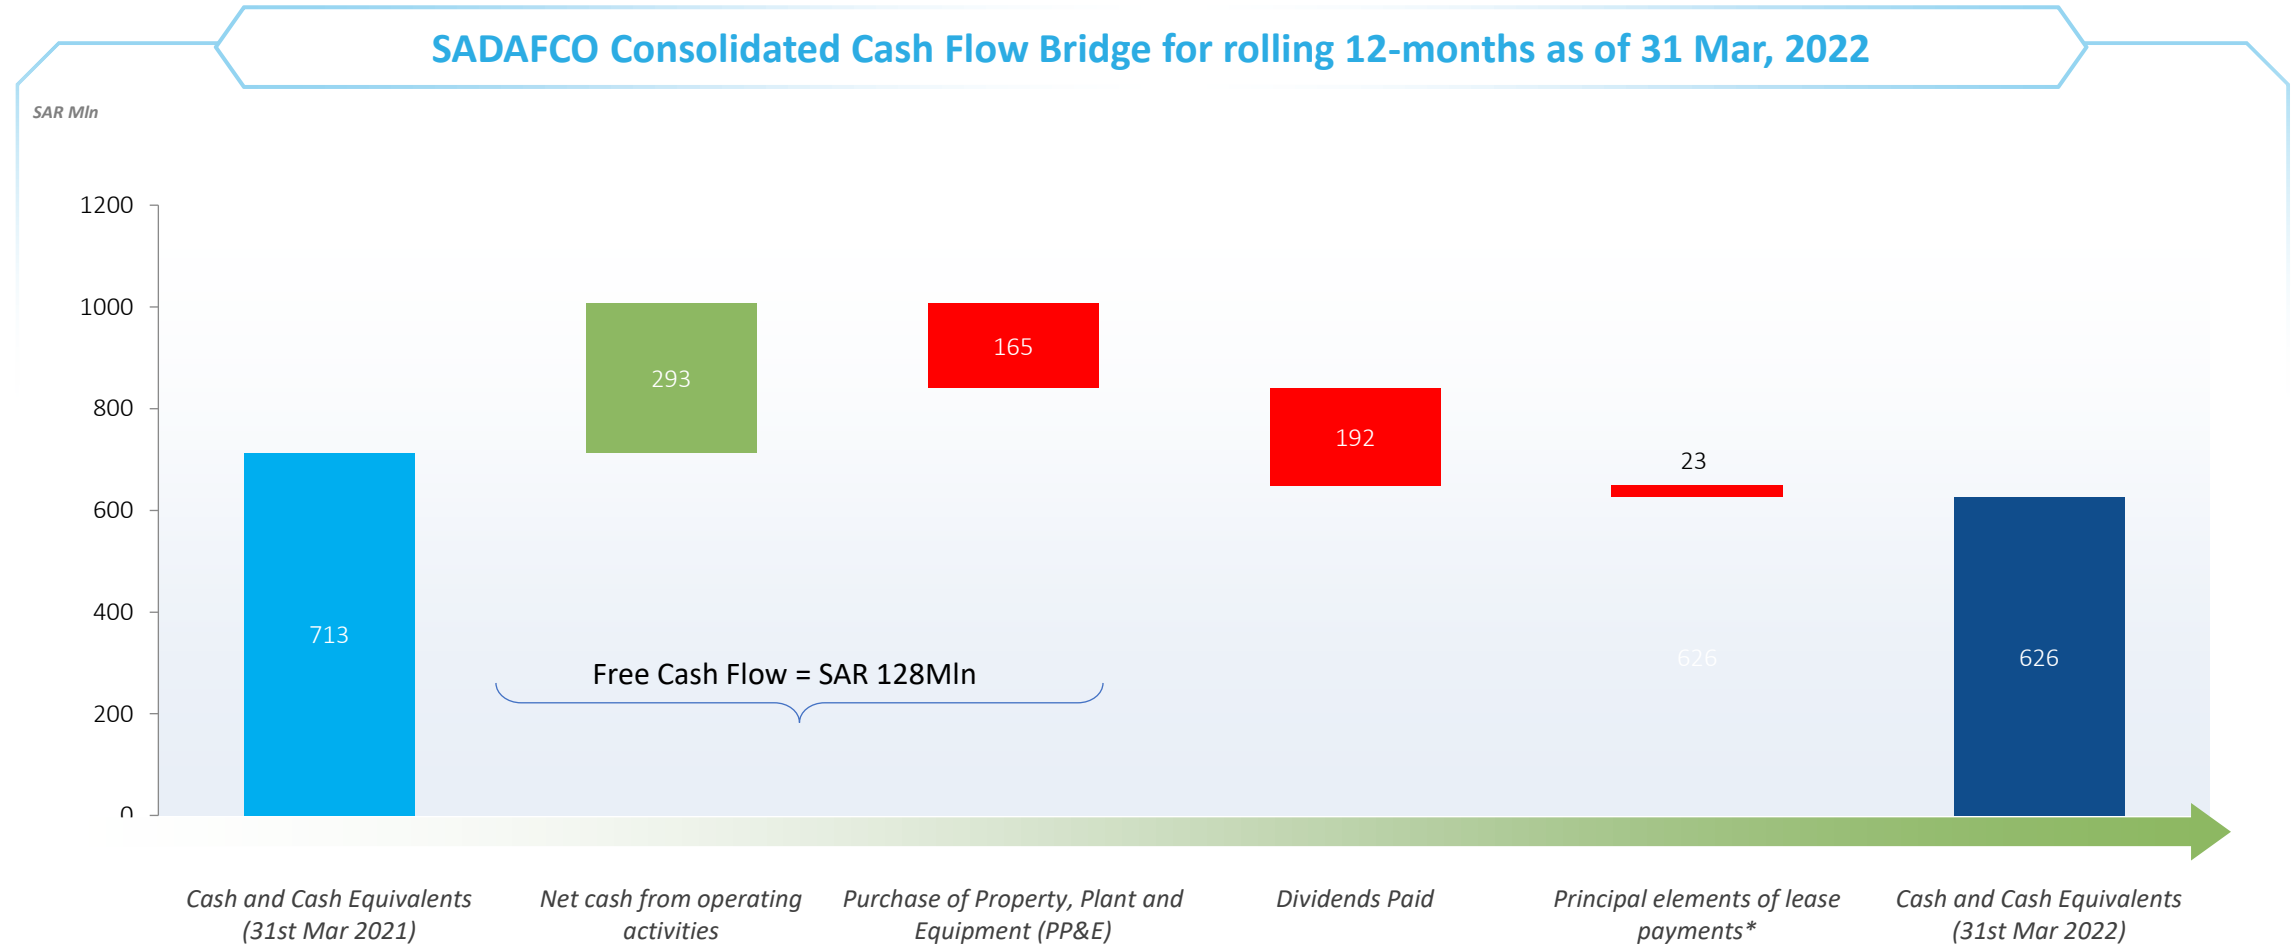 SADAFCO Consolidated Cash Flow Bridge for rolling 12-months as of 31 Mar, 2022
SAR Mln
1200
1000
800
600
400
200
0
713
293
165
192
23
626
626
Free Cash Flow = SAR 128Mln
Cash and Cash Equivalents
(31st Mar 2021)
Net cash from operating
activities
Purchase of Property, Plant and
Equipment (PP&E)
Dividends Paid
Principal elements of lease
payments*
Cash and Cash Equivalents
(31st Mar 2022)